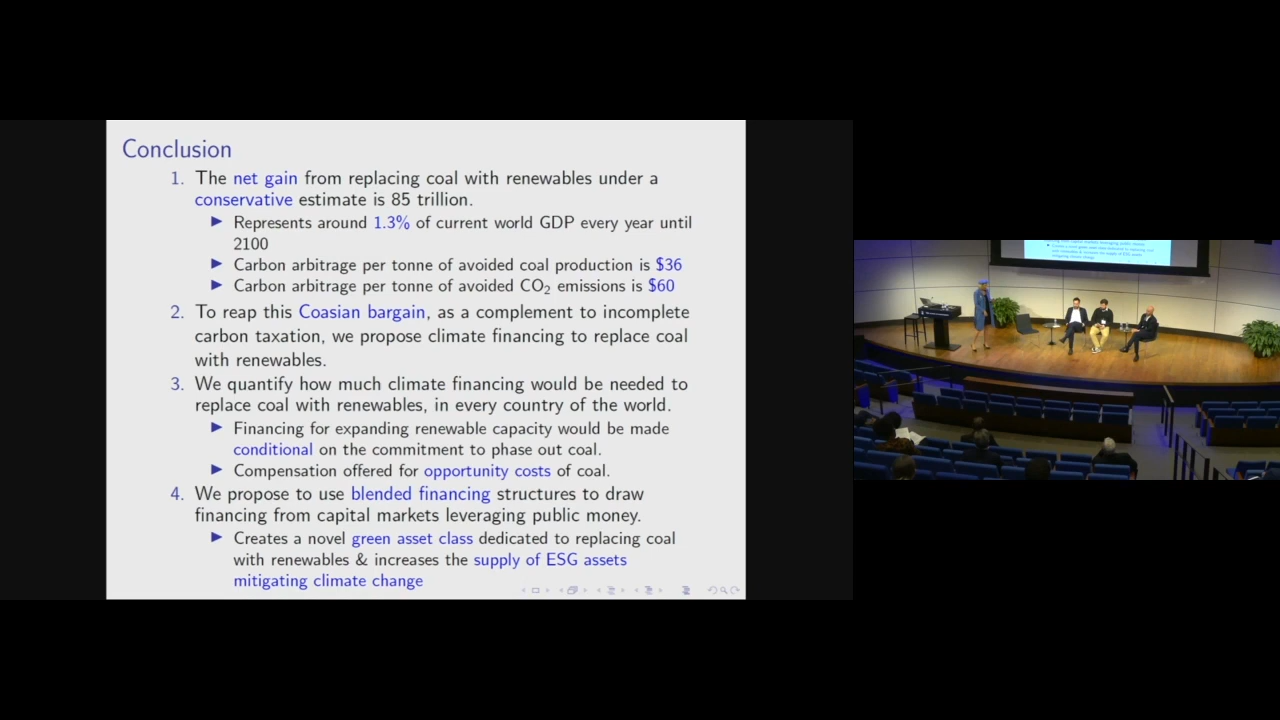 Conclusion
1. The net gain from replacing coal with renewables under a
conservative estimate is 85 trillion.
▶ Represents around 1.3% of current world GDP every year until
2100
▶ Carbon arbitrage per tonne of avoided coal production is $36
▶ Carbon arbitrage per tonne of avoided CO₂ emissions is $60
2. To reap this Coasian bargain, as a complement to incomplete
carbon taxation, we propose climate financing to replace coal
with renewables.
3. We quantify how much climate financing would be needed to
replace coal with renewables, in every country of the world.
▶ Financing for expanding renewable capacity would be made
conditional on the commitment to phase out coal.
▶ Compensation offered for opportunity costs of coal.
4. We propose to use blended financing structures to draw
financing from capital markets leveraging public money.
▶ Creates a novel green asset class dedicated to replacing coal
with renewables & increases the supply of ESG assets
mitigating climate change